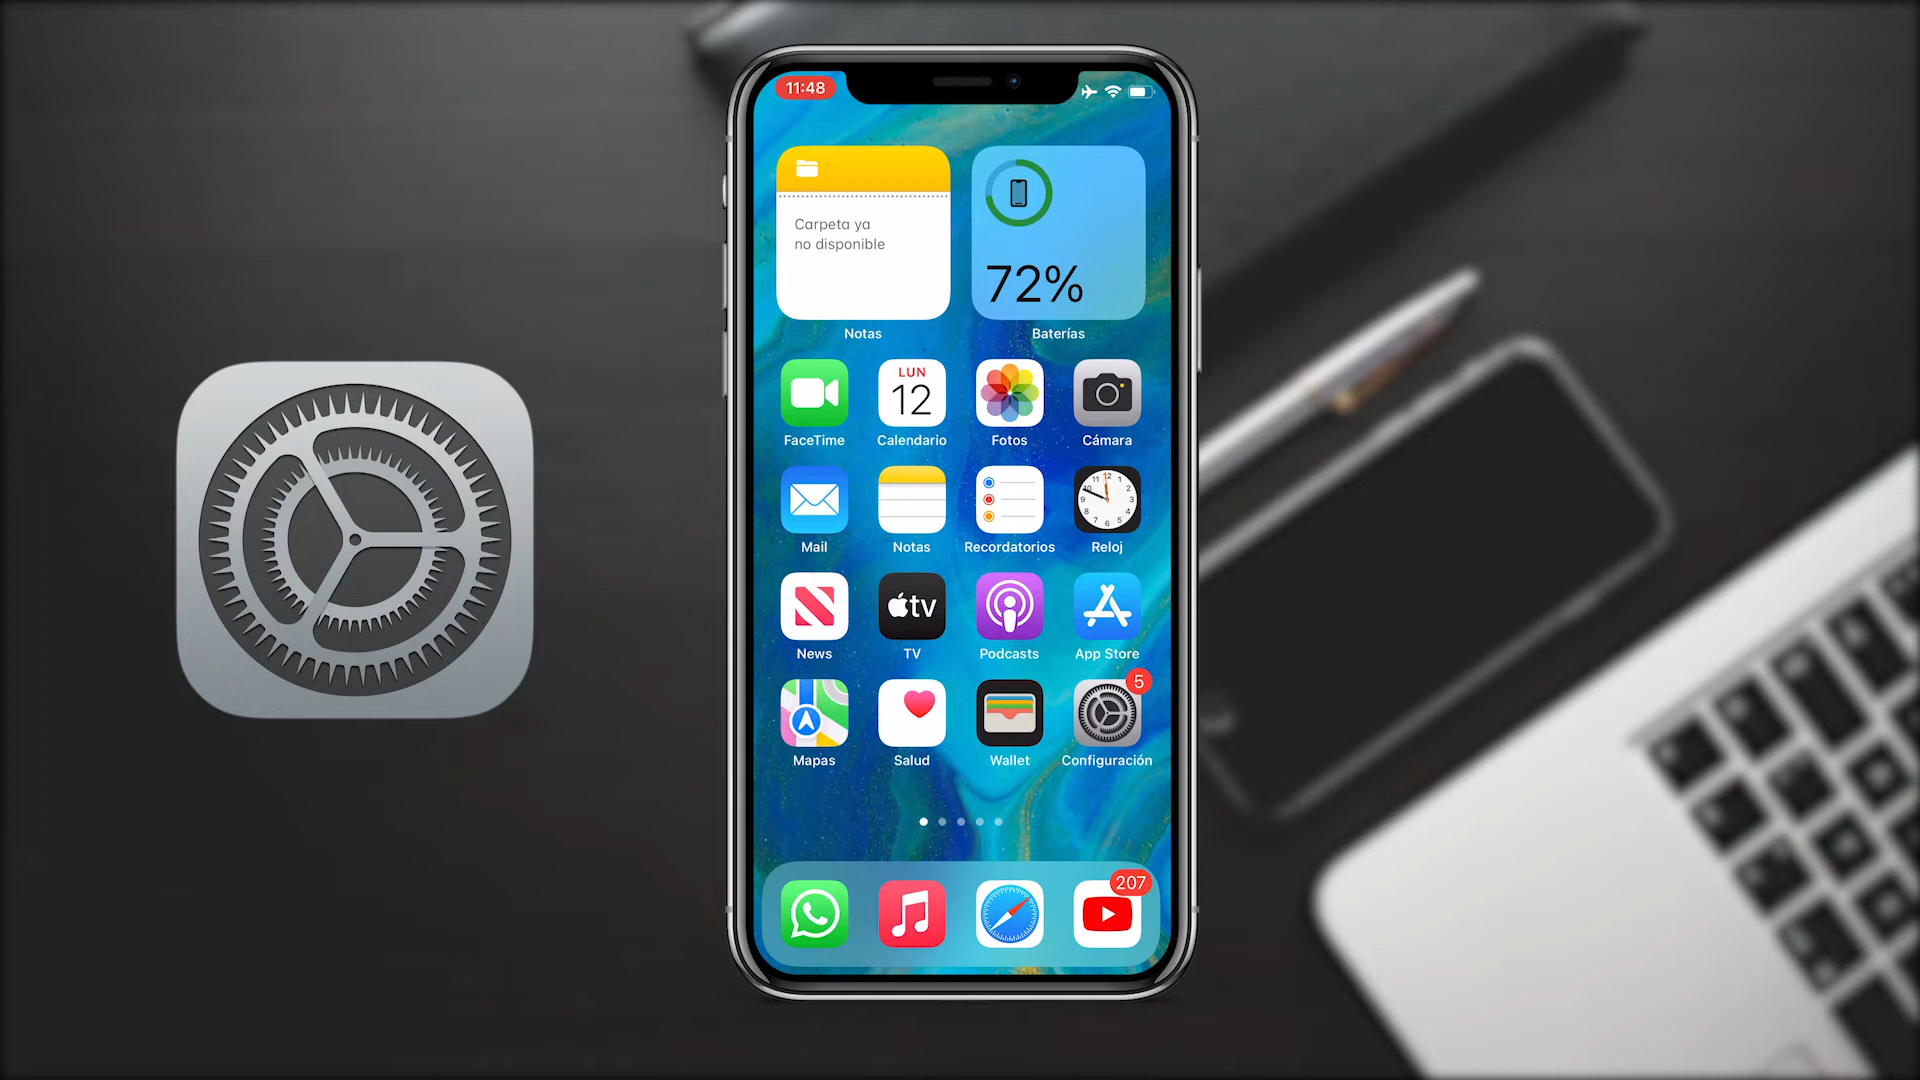 11:48
Carpeta ya
no disponible
72%
Notas
Baterías
LUN
12
FaceTime
Calendario
Fotos
Cámara
Mail
Notas
Recordatorios
Reloj
tv
News
TV
Podcasts
App Store
5
Mapas
Salud
Wallet
Configuración
207